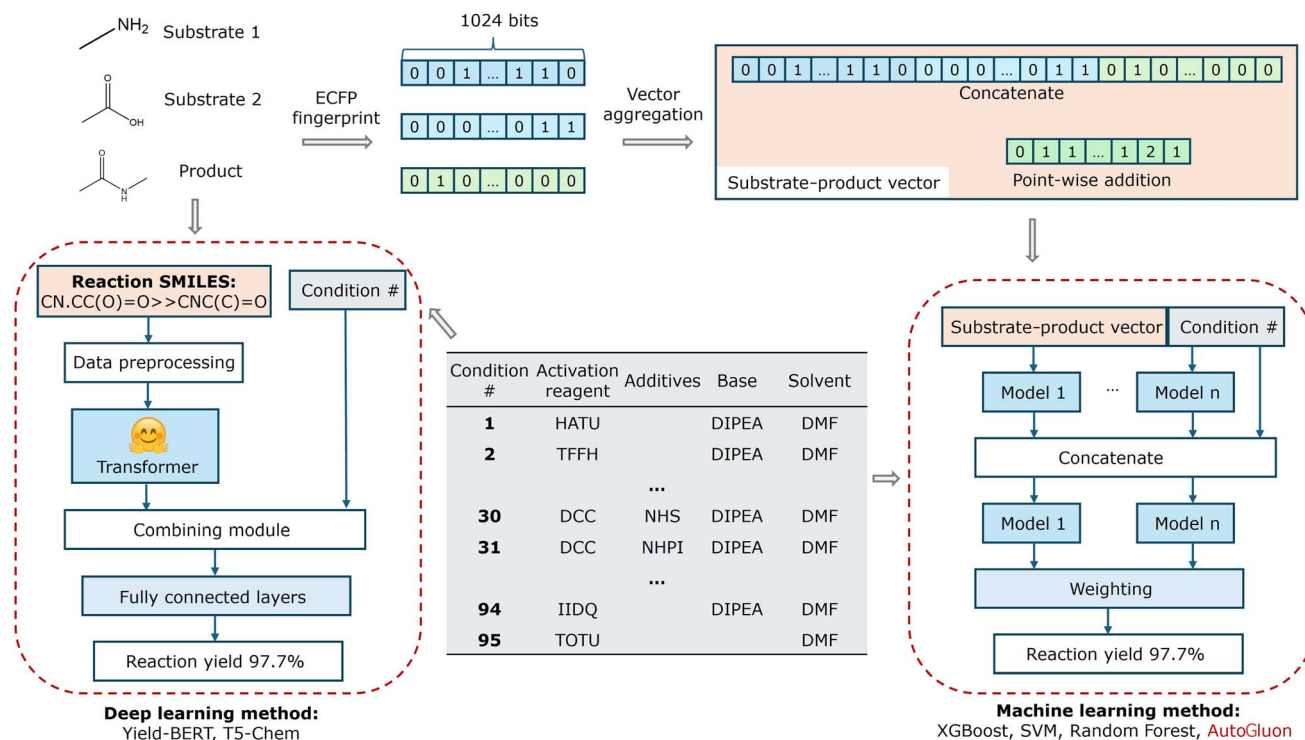 NH2
Substrate 1
O
OH
Substrate 2
O
N
H
Product
ECFP
fingerprint
1024 bits
0 0 1 ... 1 1 0
0 0 0 ... 0 1 1
0 1 0 ... 0 0 0
Vector
aggregation
0 0 1 ... 1 1 0 0 0 0 ... 0 1 1 0 1 0 ... 0 0 0
Concatenate
0 1 1 ... 1 2 1
Point-wise addition
Substrate-product vector
Reaction SMILES:
CN.CC(O)=O>>CNC(C)=O
Condition #
Data preprocessing
Transformer
Combining module
Fully connected layers
Reaction yield 97.7%
Deep learning method:
Yield-BERT, T5-Chem
Condition Activation Additives Base Solvent
# reagent
1 HATU DIPEA DMF
2 TFFH DIPEA DMF
...
30 DCC NHS DIPEA DMF
31 DCC NHPI DIPEA DMF
...
94 IIDQ DIPEA DMF
95 TOTU DMF
Substrate-product vector Condition #
Model 1 ... Model n
Concatenate
Model 1 Model n
Weighting
Reaction yield 97.7%
Machine learning method:
XGBoost, SVM, Random Forest, AutoGluon